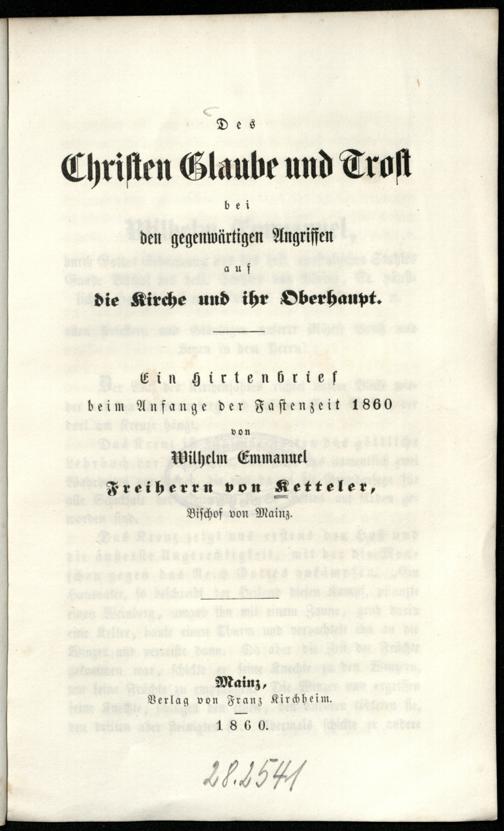 Des
Christen Glaube und Trost
bei
den gegenwärtigen Angriffen
auf
die Kirche und ihr Oberhaupt.
Ein Hirtenbrief
beim Anfange der Fastenzeit 1860
von
Wilhelm Emmanuel
Freiherrn von Ketteler,
Bischof von Mainz.
Mainz,
Verlag von Franz Kirchheim.
1860.
28.2541